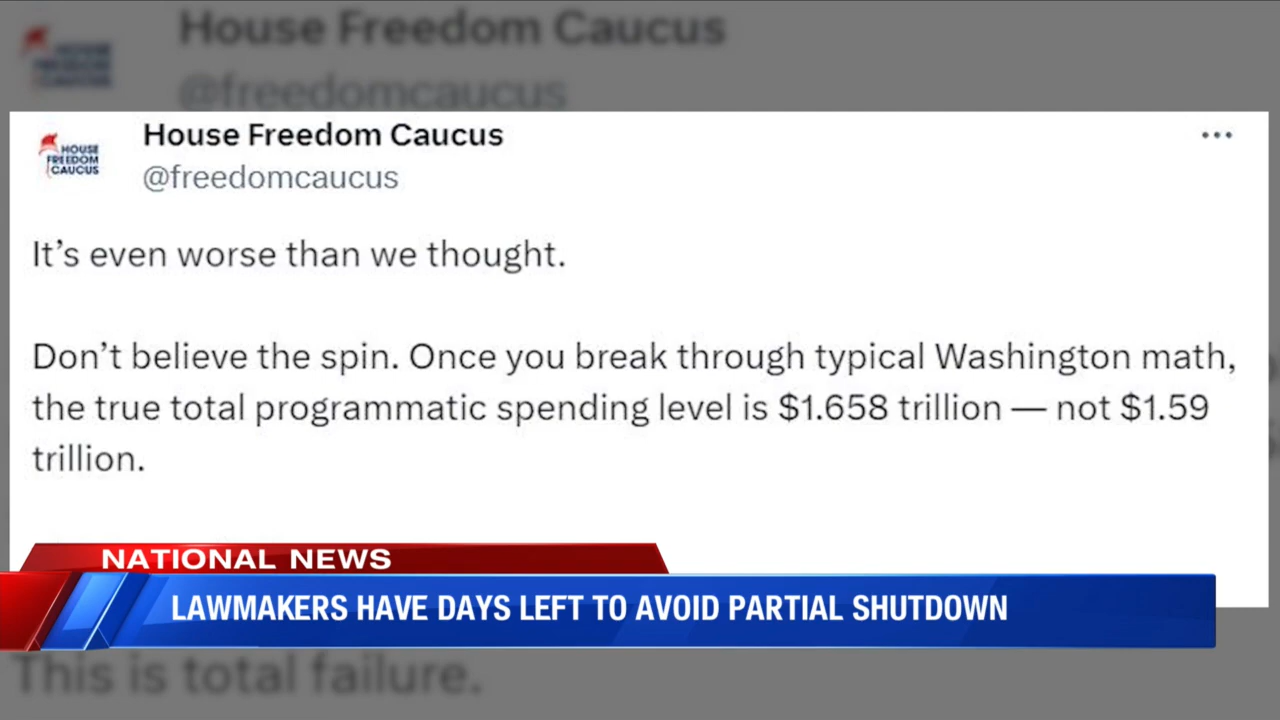 House Freedom Caucus
@freedomcaucus
HOUSE
FREEDOM
CAUCUS
House Freedom Caucus
@freedomcaucus
It’s even worse than we thought.
Don’t believe the spin. Once you break through typical Washington math,
the true total programmatic spending level is $1.658 trillion — not $1.59
trillion.
NATIONAL NEWS
LAWMAKERS HAVE DAYS LEFT TO AVOID PARTIAL SHUTDOWN
This is total failure.